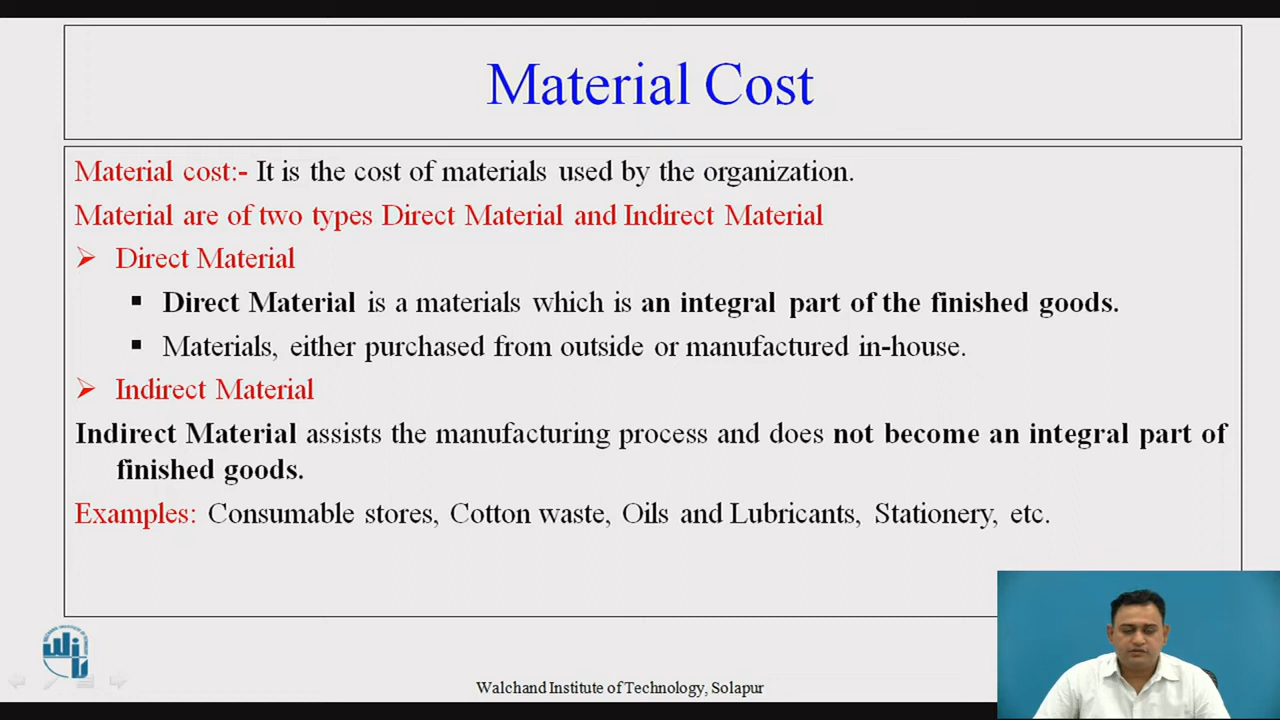 Material Cost
Material cost:- It is the cost of materials used by the organization.
Material are of two types Direct Material and Indirect Material
➢ Direct Material
▪ Direct Material is a materials which is an integral part of the finished goods.
▪ Materials, either purchased from outside or manufactured in-house.
➢ Indirect Material
Indirect Material assists the manufacturing process and does not become an integral part of
finished goods.
Examples: Consumable stores, Cotton waste, Oils and Lubricants, Stationery, etc.
Walchand Institute of Technology, Solapur